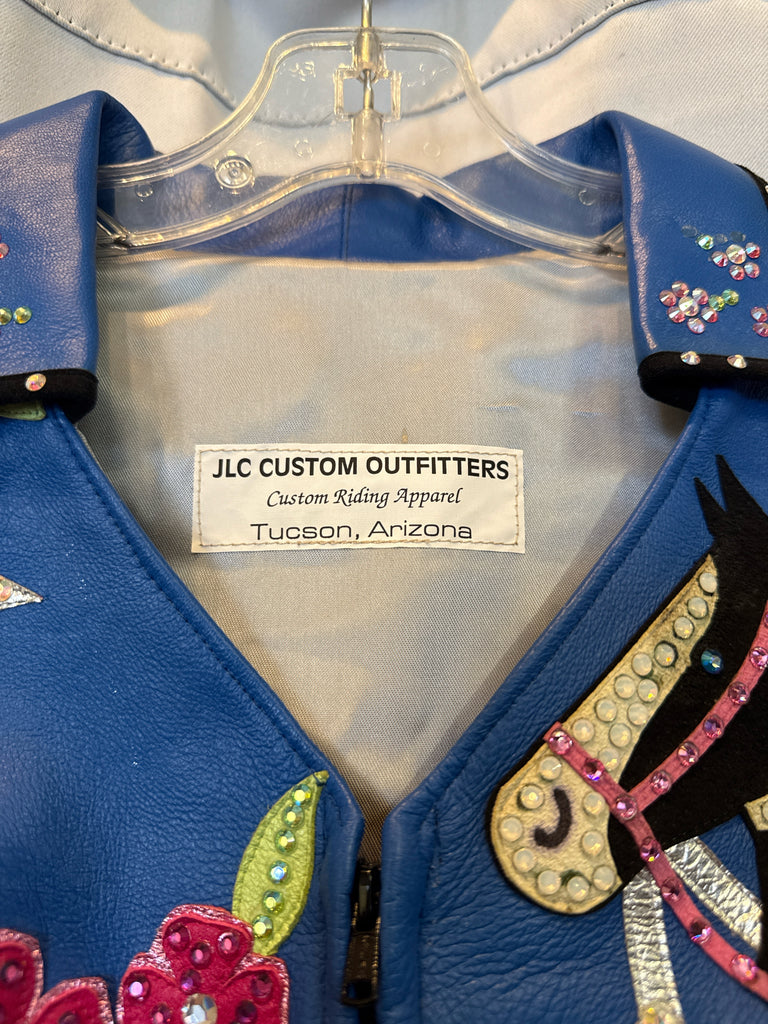 JLC CUSTOM OUTFITTERS
Custom Riding Apparel
Tucson, Arizona